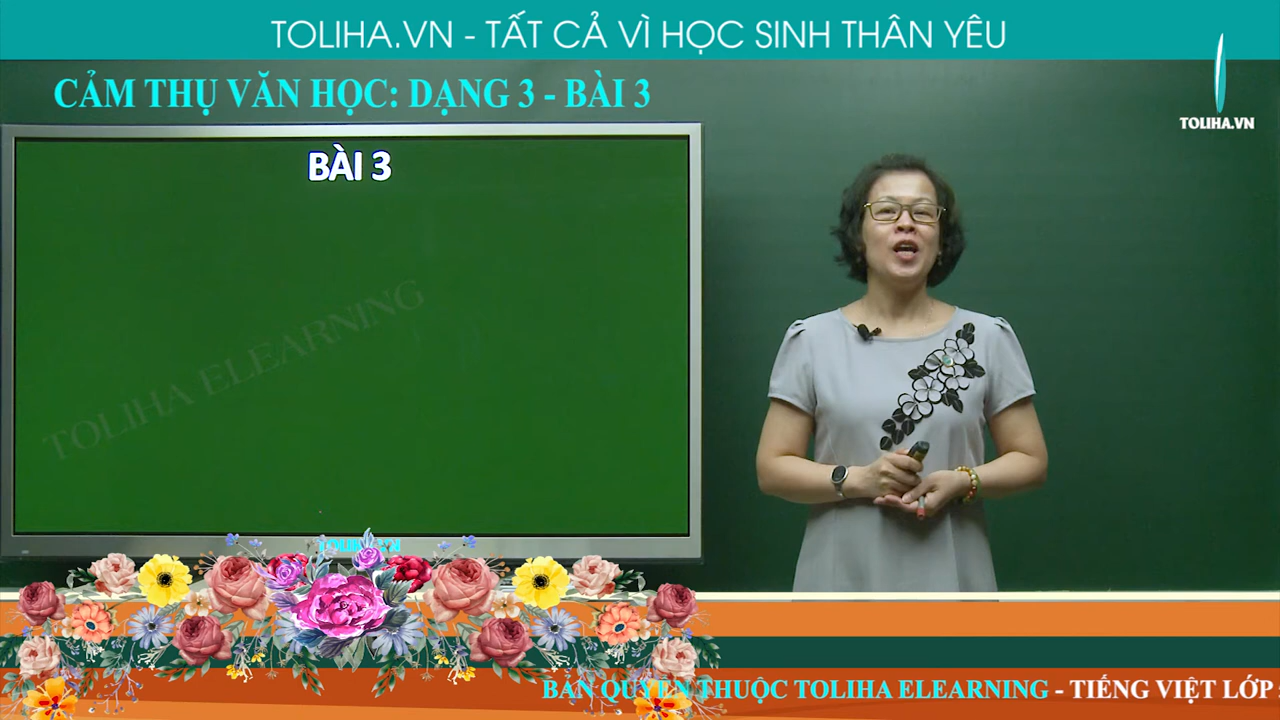 TOLIHA.VN - TẤT CẢ VÌ HỌC SINH THÂN YÊU
CẢM THỤ VĂN HỌC: DẠNG 3 - BÀI 3
TOLIHA.VN
BÀI 3
TOLIHA ELEARNING
BẢN QUYỀN THUỘC TOLIHA ELEARNING - TIẾNG VIỆT LỚP